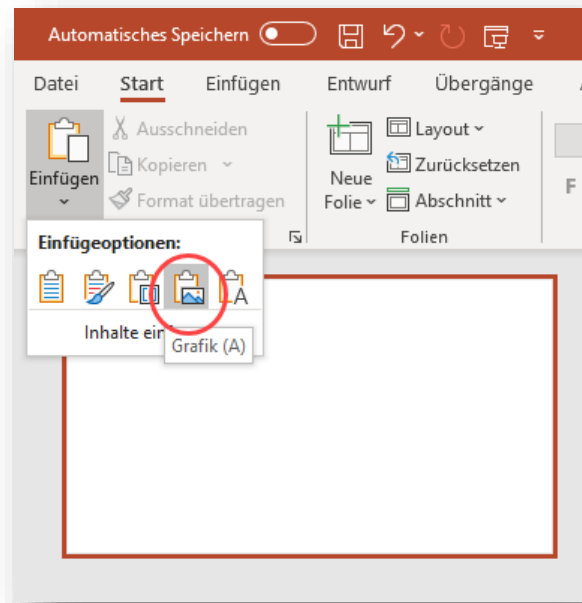 Automatisches Speichern
Datei Start Einfügen Entwurf Übergänge
Einfügen
Ausschneiden
Kopieren
Format übertragen
Neue
Folie
Layout
Zurücksetzen
Abschnitt
F
Folien
Einfügeoptionen:
A
Inhalte
Grafik (A)